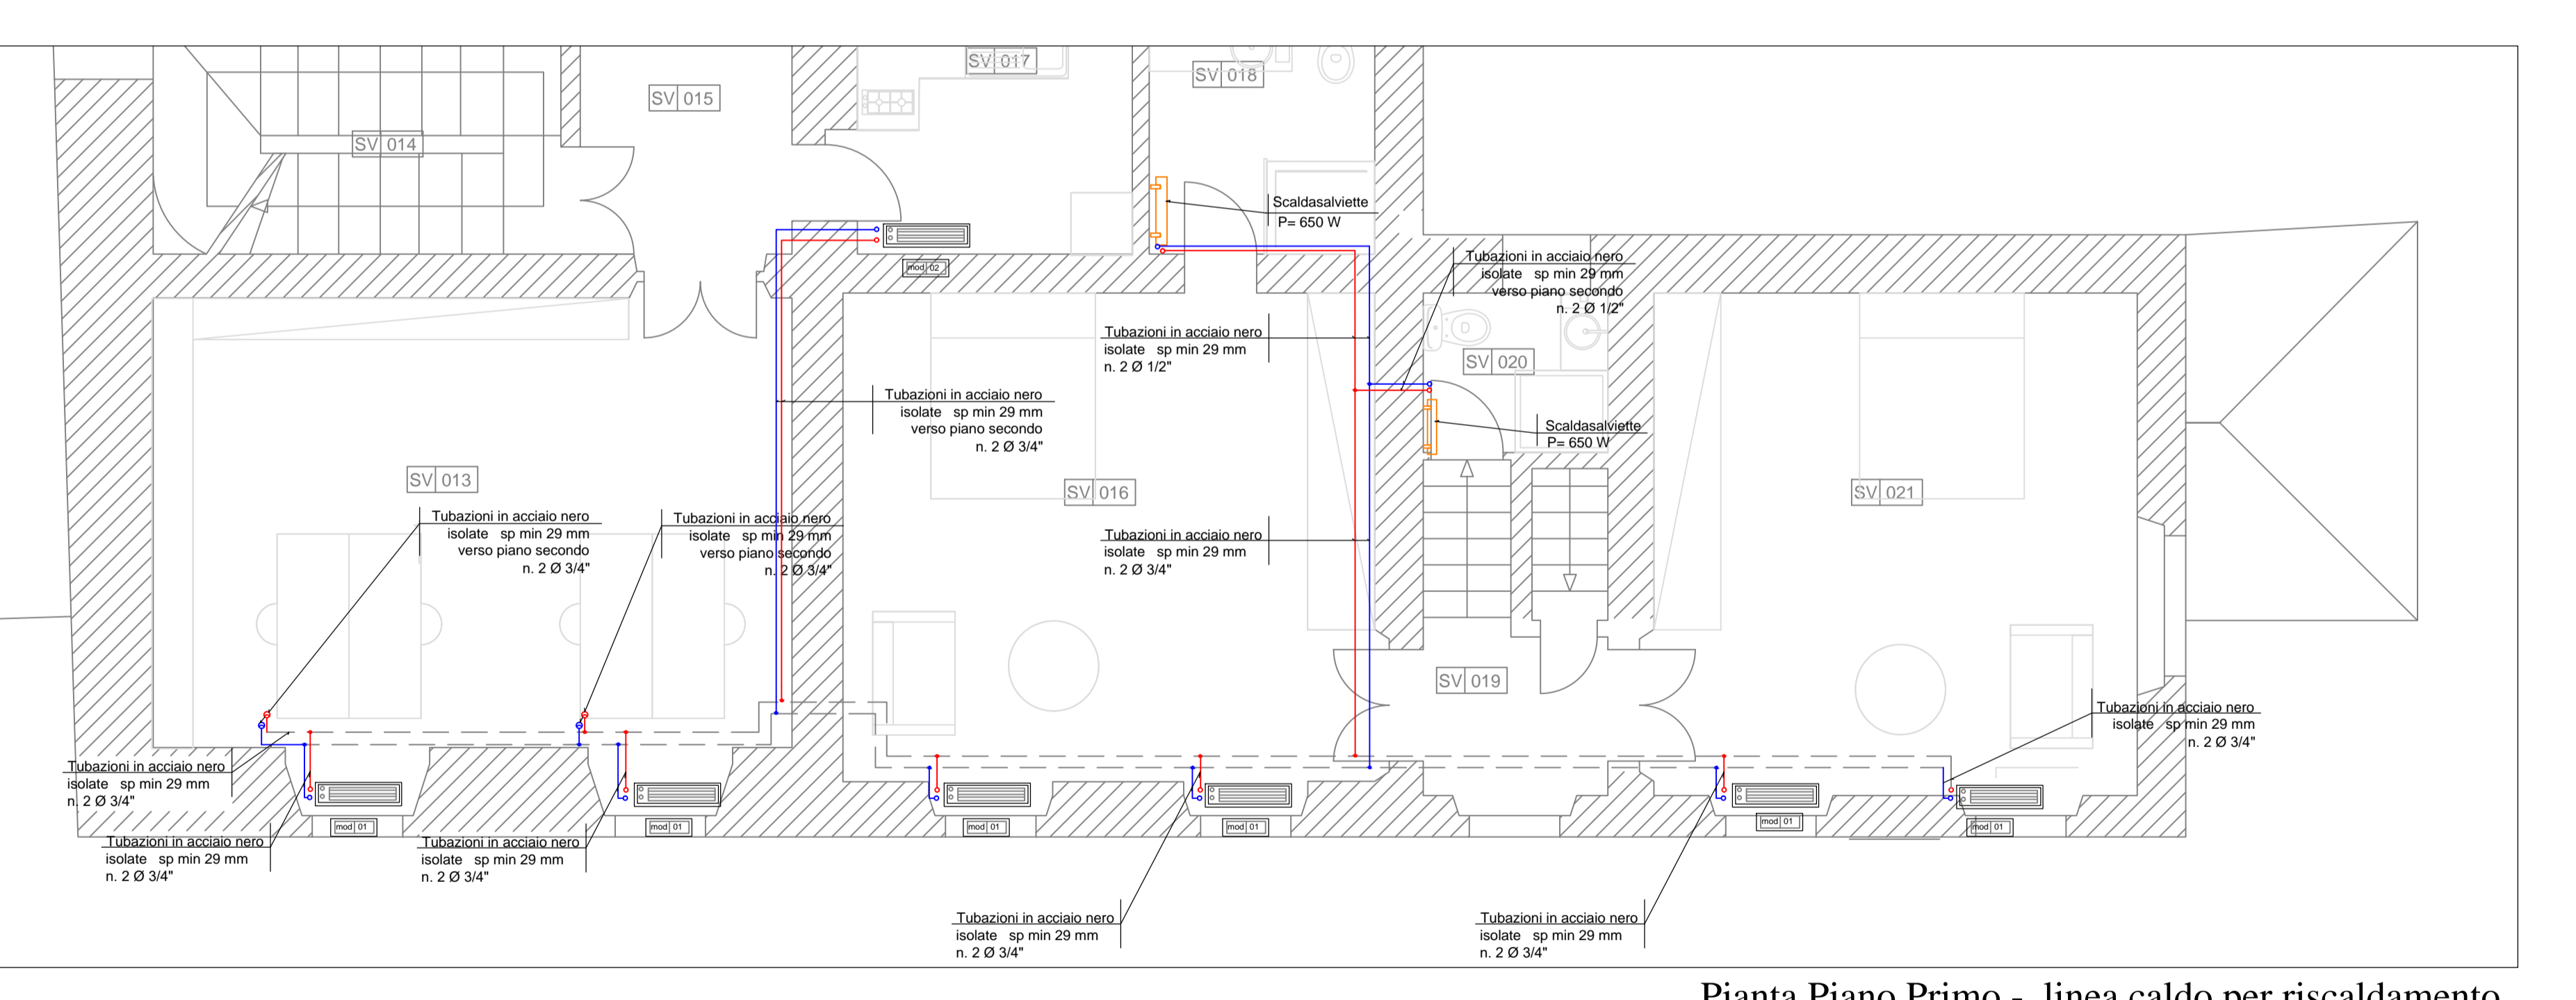 SV 017
SV 018
SV 015
SV 014
Scaldasalviette
P= 650 W
mod 02
Tubazioni in acciaio nero
isolate sp min 29 mm
verso piano secondo
n. 2 Ø 1/2"
Tubazioni in acciaio nero
isolate sp min 29 mm
n. 2 Ø 1/2"
SV 020
Tubazioni in acciaio nero
isolate sp min 29 mm
verso piano secondo
n. 2 Ø 3/4"
Scaldasalviette
P= 650 W
SV 013
SV 016
SV 021
Tubazioni in acciaio nero
isolate sp min 29 mm
verso piano secondo
n. 2 Ø 3/4"
Tubazioni in acciaio nero
isolate sp min 29 mm
verso piano secondo
n. 2 Ø 3/4"
Tubazioni in acciaio nero
isolate sp min 29 mm
n. 2 Ø 3/4"
SV 019
Tubazioni in acciaio nero
isolate sp min 29 mm
n. 2 Ø 3/4"
Tubazioni in acciaio nero
isolate sp min 29 mm
n. 2 Ø 3/4"
mod 01
mod 01
mod 01
mod 01
mod 01
mod 01
Tubazioni in acciaio nero
isolate sp min 29 mm
n. 2 Ø 3/4"
Tubazioni in acciaio nero
isolate sp min 29 mm
n. 2 Ø 3/4"
Tubazioni in acciaio nero
isolate sp min 29 mm
n. 2 Ø 3/4"
Tubazioni in acciaio nero
isolate sp min 29 mm
n. 2 Ø 3/4"
Pianta Piano Primo - linea caldo per riscaldamento